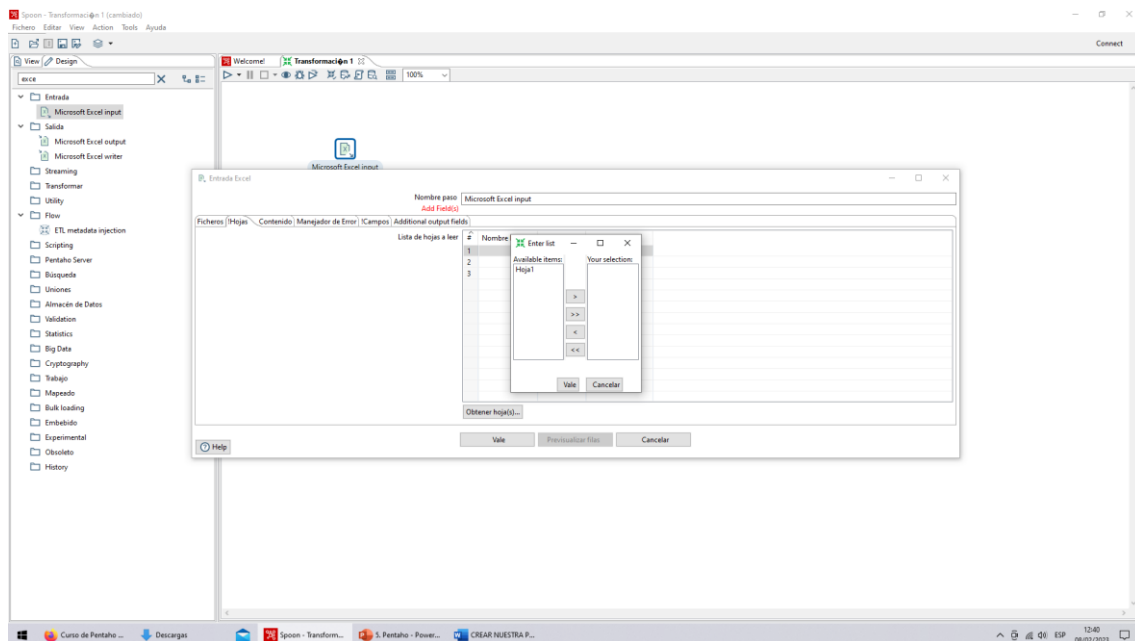 Spoon - Transformaci�n 1 (cambiado)
Fichero Editar View Action Tools Ayuda
Connect
View Design
Welcome! Transformaci�n 1
exce
100%
Entrada
Microsoft Excel input
Salida
Microsoft Excel output
Microsoft Excel writer
Streaming
Transformar
Utility
Flow
ETL metadata injection
Scripting
Pentaho Server
Búsqueda
Uniones
Almacén de Datos
Validation
Statistics
Big Data
Cryptography
Trabajo
Mapeado
Bulk loading
Embebido
Experimental
Obsoleto
History
Microsoft Excel input
Entrada Excel
Nombre paso Microsoft Excel input
Add Field(s)
Ficheros !Hojas Contenido Manejador de Error !Campos Additional output fields
Lista de hojas a leer # Nombre
1
2
3
Enter list
Available items: Your selection:
Hoja1
>
>>
<
<<
Vale Cancelar
Obtener hoja(s)...
Help Vale Previsualizar filas Cancelar
Curso de Pentaho ... Descargas Spoon - Transform... 5. Pentaho - Power... CREAR NUESTRA P... ESP 12:40
08/02/2023